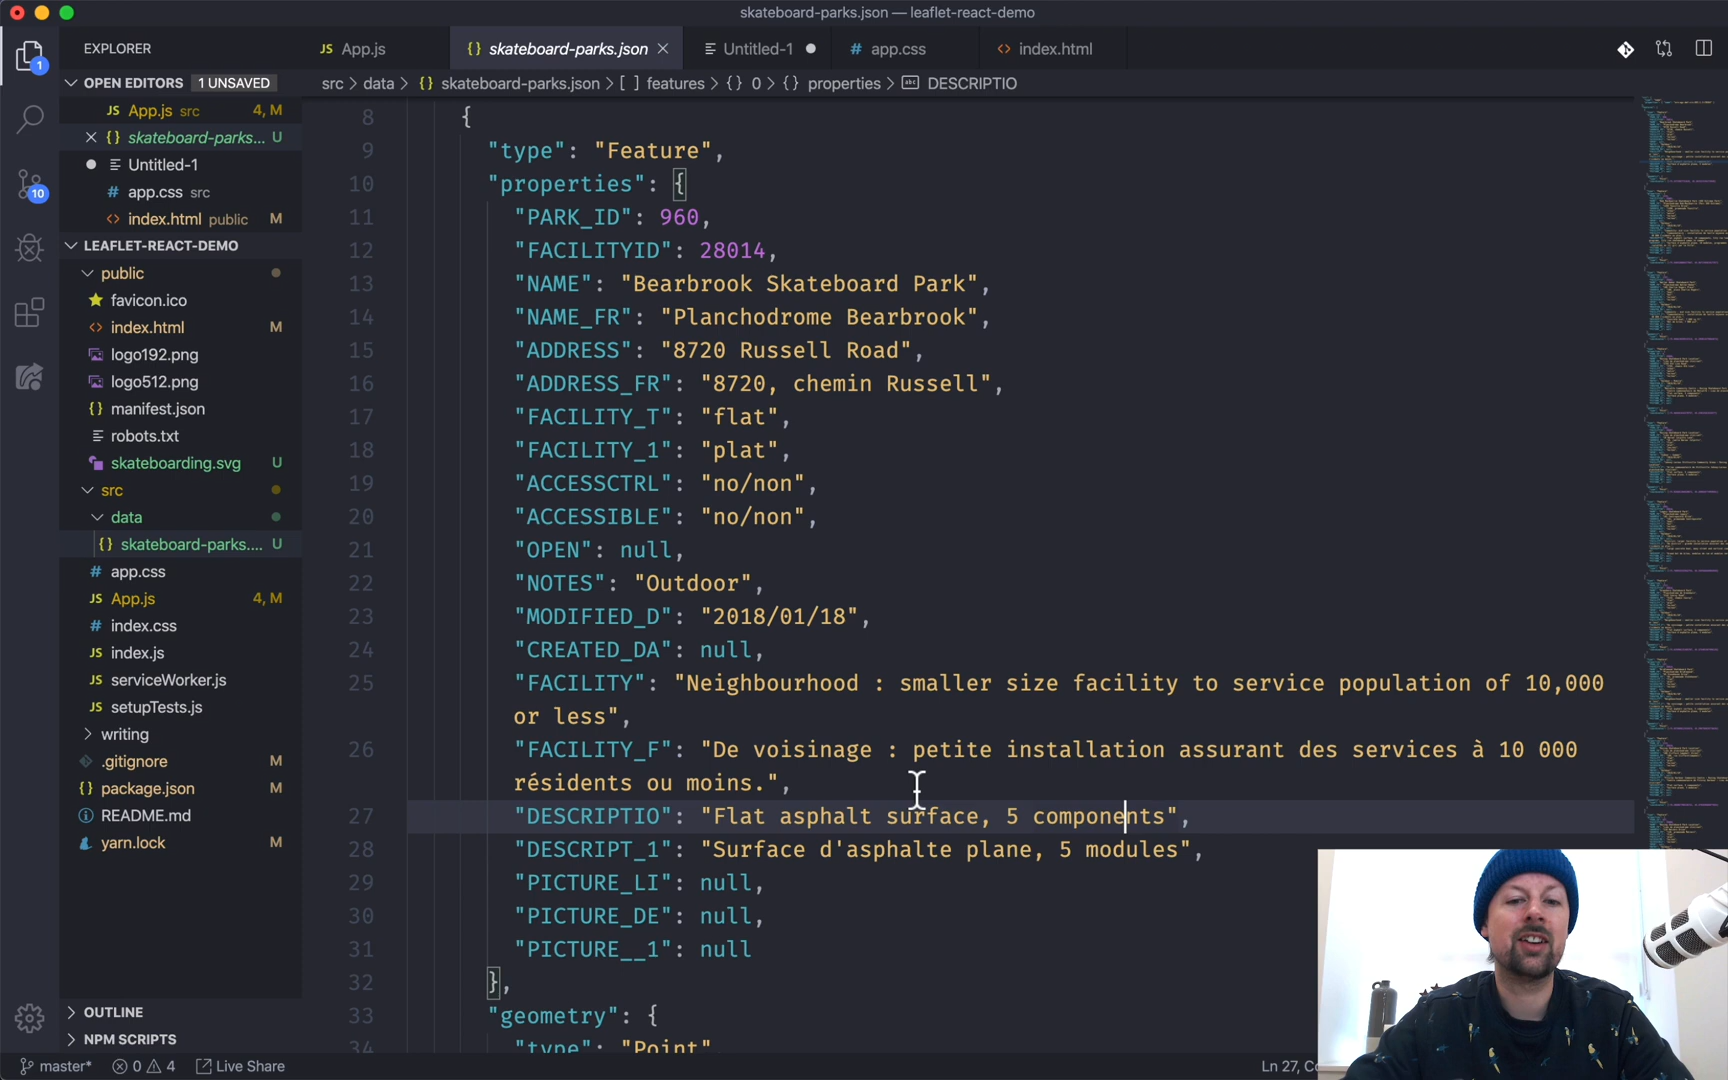 skateboard-parks.json — leaflet-react-demo
EXPLORER
JS App.js
{} skateboard-parks.json
Untitled-1
# app.css
<> index.html
OPEN EDITORS 1 UNSAVED
src > data > {} skateboard-parks.json > [ ] features > {} 0 > {} properties > abc DESCRIPTIO
JS App.js src 4, M
{} skateboard-parks... U
Untitled-1
# app.css src
<> index.html public M
LEAFLET-REACT-DEMO
public
favicon.ico
<> index.html M
logo192.png
logo512.png
{} manifest.json
robots.txt
skateboarding.svg U
src
data
{} skateboard-parks.... U
# app.css
JS App.js 4, M
# index.css
JS index.js
JS serviceWorker.js
JS setupTests.js
writing
.gitignore M
{} package.json M
README.md
yarn.lock M
OUTLINE
NPM SCRIPTS
1
10
8 {
9 "type": "Feature",
10 "properties": {
11 "PARK_ID": 960,
12 "FACILITYID": 28014,
13 "NAME": "Bearbrook Skateboard Park",
14 "NAME_FR": "Planchodrome Bearbrook",
15 "ADDRESS": "8720 Russell Road",
16 "ADDRESS_FR": "8720, chemin Russell",
17 "FACILITY_T": "flat",
18 "FACILITY_1": "plat",
19 "ACCESSCTRL": "no/non",
20 "ACCESSIBLE": "no/non",
21 "OPEN": null,
22 "NOTES": "Outdoor",
23 "MODIFIED_D": "2018/01/18",
24 "CREATED_DA": null,
25 "FACILITY": "Neighbourhood : smaller size facility to service population of 10,000
or less",
26 "FACILITY_F": "De voisinage : petite installation assurant des services à 10 000
résidents ou moins.",
27 "DESCRIPTIO": "Flat asphalt surface, 5 components",
28 "DESCRIPT_1": "Surface d'asphalte plane, 5 modules",
29 "PICTURE_LI": null,
30 "PICTURE_DE": null,
31 "PICTURE__1": null
32 },
33 "geometry": {
34 "type": "Point"
master* 0 4 Live Share
Ln 27,